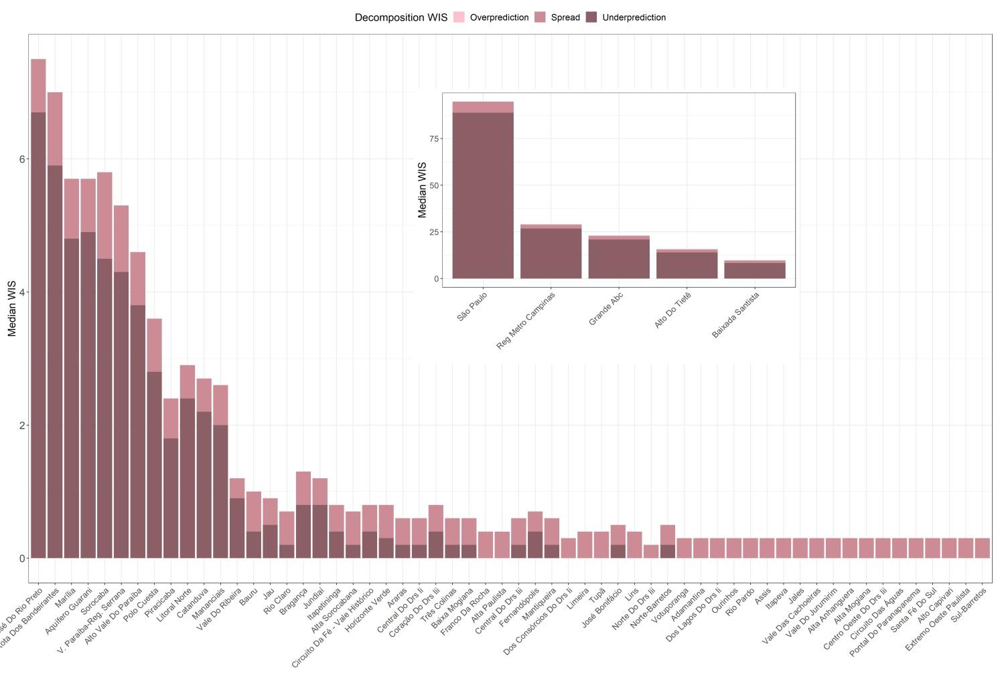 Decomposition WIS Overprediction Spread Underprediction
Median WIS
6
4
2
0
Median WIS
75
50
25
0
São Paulo
Reg Metro Campinas
Grande Abc
Alto Do Tietê
Baixada Santista
sé Do Rio Preto
ota Dos Bandeirantes
Marília
Aquífero Guarani
Sorocaba
V. Paraíba-Reg. Serrana
Alto Vale Do Paraíba
Polo Cuesta
Piracicaba
Litoral Norte
Catanduva
Mananciais
Vale Do Ribeira
Bauru
Jau
Rio Claro
Bragança
Jundiaí
Itapetininga
Alta Sorocabana
Circuito Da Fé - Vale Histórico
Horizonte Verde
Araras
Central Do Drs Ii
Coração Do Drs Iii
Três Colinas
Baixa Mogiana
Franco Da Rocha
Alta Paulista
Central Do Drs Iii
Fernandópolis
Mantiqueira
Dos Consórcios Do Drs Ii
Limeira
Tupã
José Bonifácio
Lins
Norte Do Drs Iii
Norte-Barretos
Votuporanga
Adamantina
Dos Lagos Do Drs Ii
Ourinhos
Rio Pardo
Assis
Itapeva
Jales
Vale Das Cachoeiras
Vale Do Jurumirim
Alta Anhanguera
Alta Mogiana
Centro Oeste Do Drs Iii
Circuito Das Águas
Pontal Do Paranapanema
Santa Fé Do Sul
Alto Capivari
Extremo Oeste Paulista
Sul-Barretos